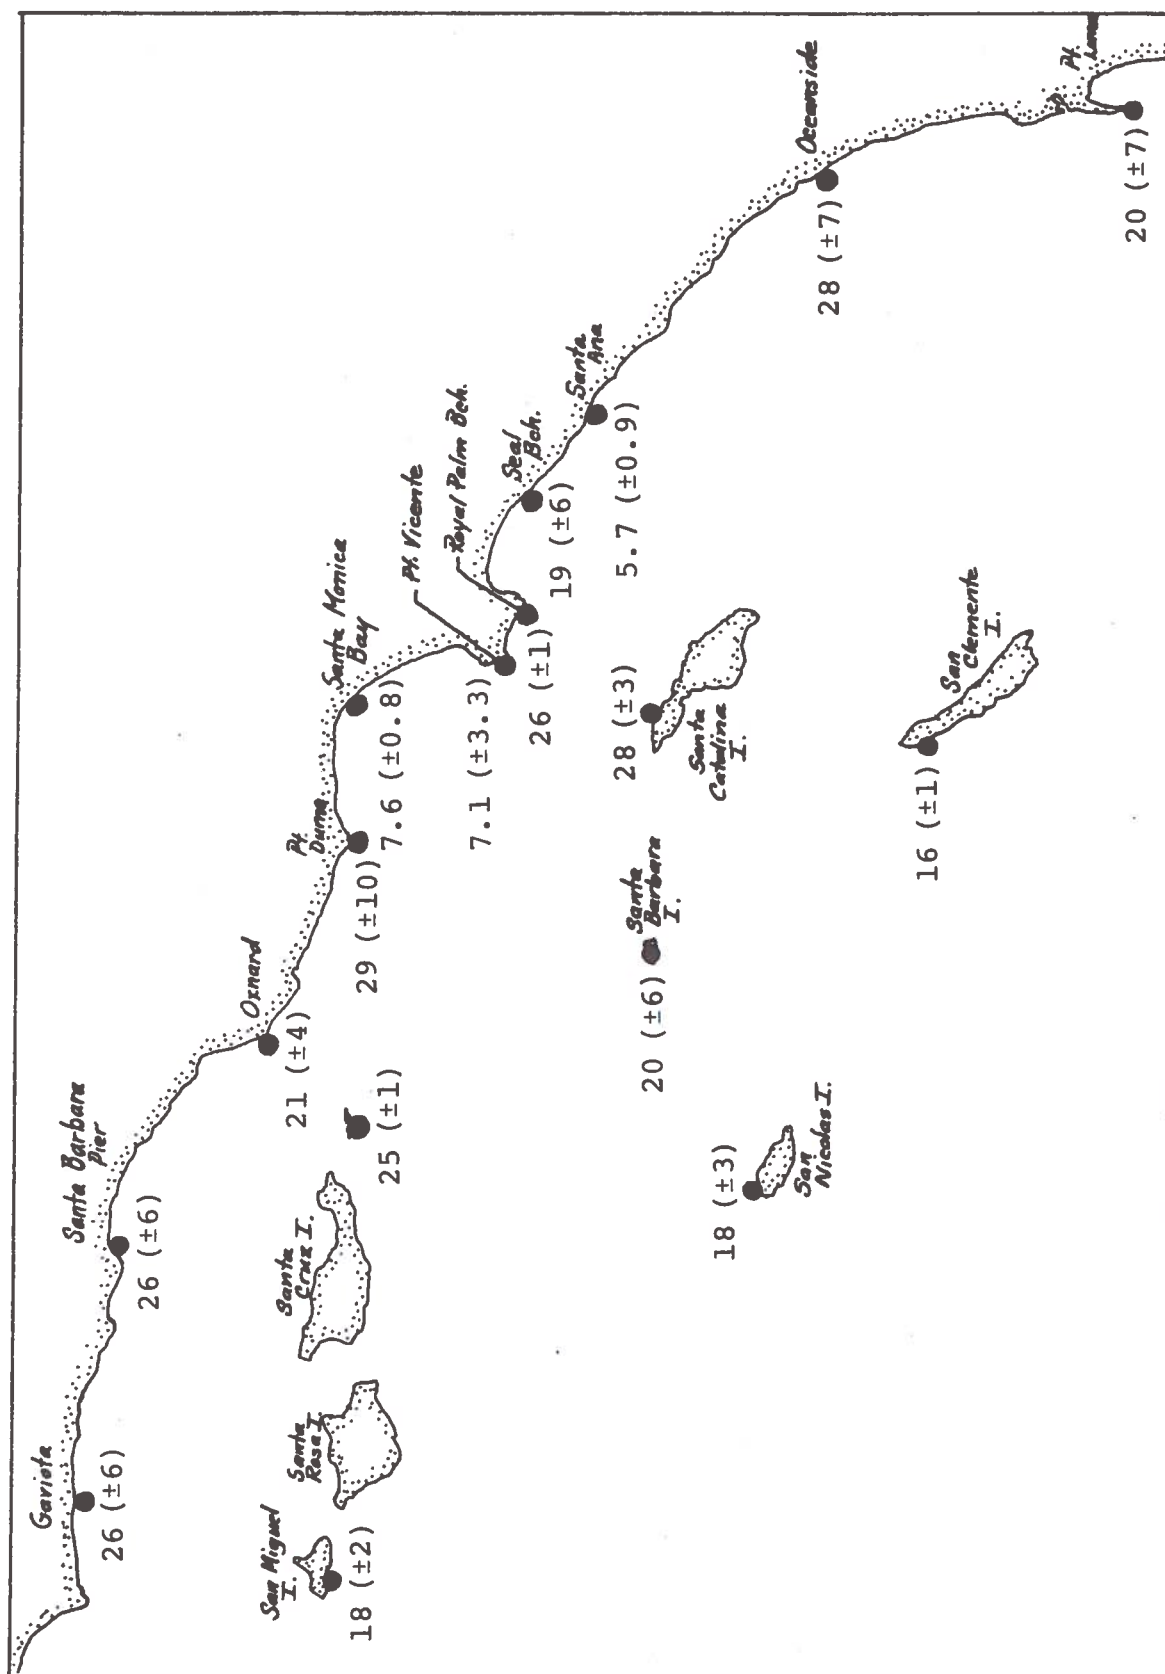 Gaviota
26 (±6)
Santa Barbara
Pier
26 (±6)
San Miguel
I.
18 (±2)
Santa
Rosa I.
Santa
Cruz I.
25 (±1)
Oxnard
21 (±4)
Pt.
Duma
29 (±10)
Santa Monica
Bay
7.6 (±0.8)
Pt. Vicente
7.1 (±3.3)
Royal Palm Bch.
26 (±1)
Seal
Bch.
19 (±6)
Santa
Ana
5.7 (±0.9)
Oceanside
28 (±7)
Pt.
Loma
20 (±7)
28 (±3)
Santa
Catalina
I.
Santa
Barbara
I.
20 (±6)
18 (±3)
San
Nicolas I.
San
Clemente
I.
16 (±1)